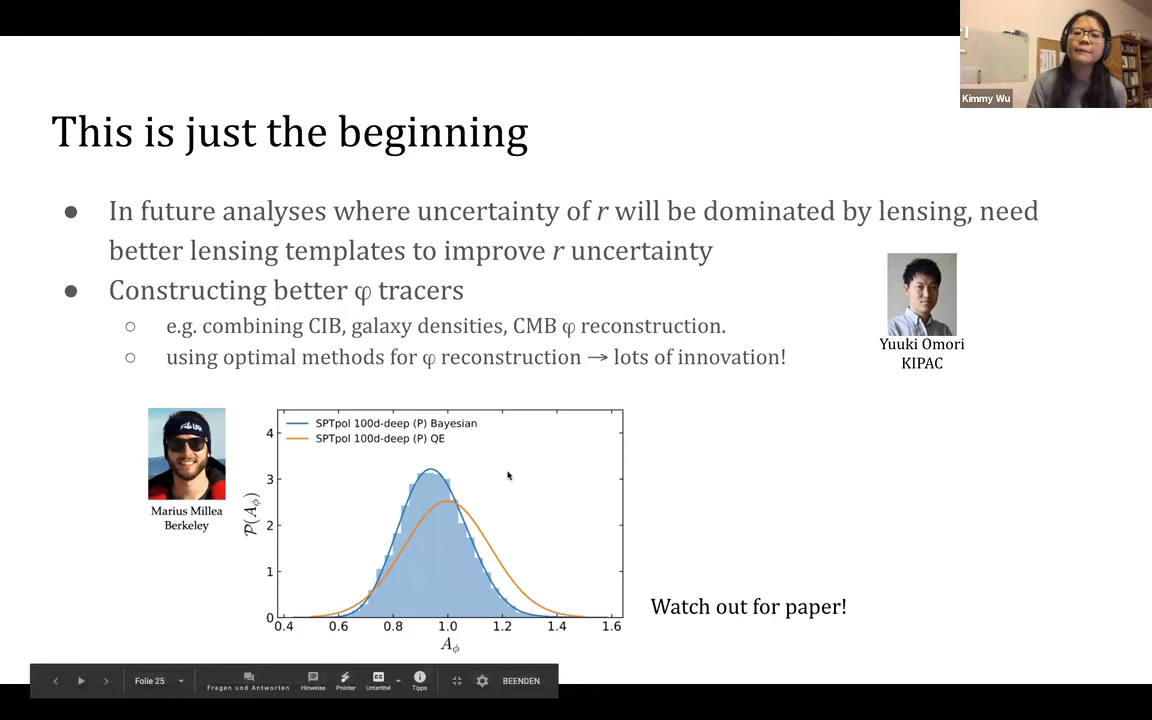 Kimmy Wu
This is just the beginning
● In future analyses where uncertainty of r will be dominated by lensing, need
better lensing templates to improve r uncertainty
● Constructing better φ tracers
○ e.g. combining CIB, galaxy densities, CMB φ reconstruction.
○ using optimal methods for φ reconstruction → lots of innovation!
Yuuki Omori
KIPAC
Marius Millea
Berkeley
SPTpol 100d-deep (P) Bayesian
SPTpol 100d-deep (P) QE
4
3
2
1
0
P(A_ϕ)
0.4 0.6 0.8 1.0 1.2 1.4 1.6
A_ϕ
Watch out for paper!
Folie 25
Fragen und Antworten Hinweise Pointer Untertitel Tipps
BEENDEN